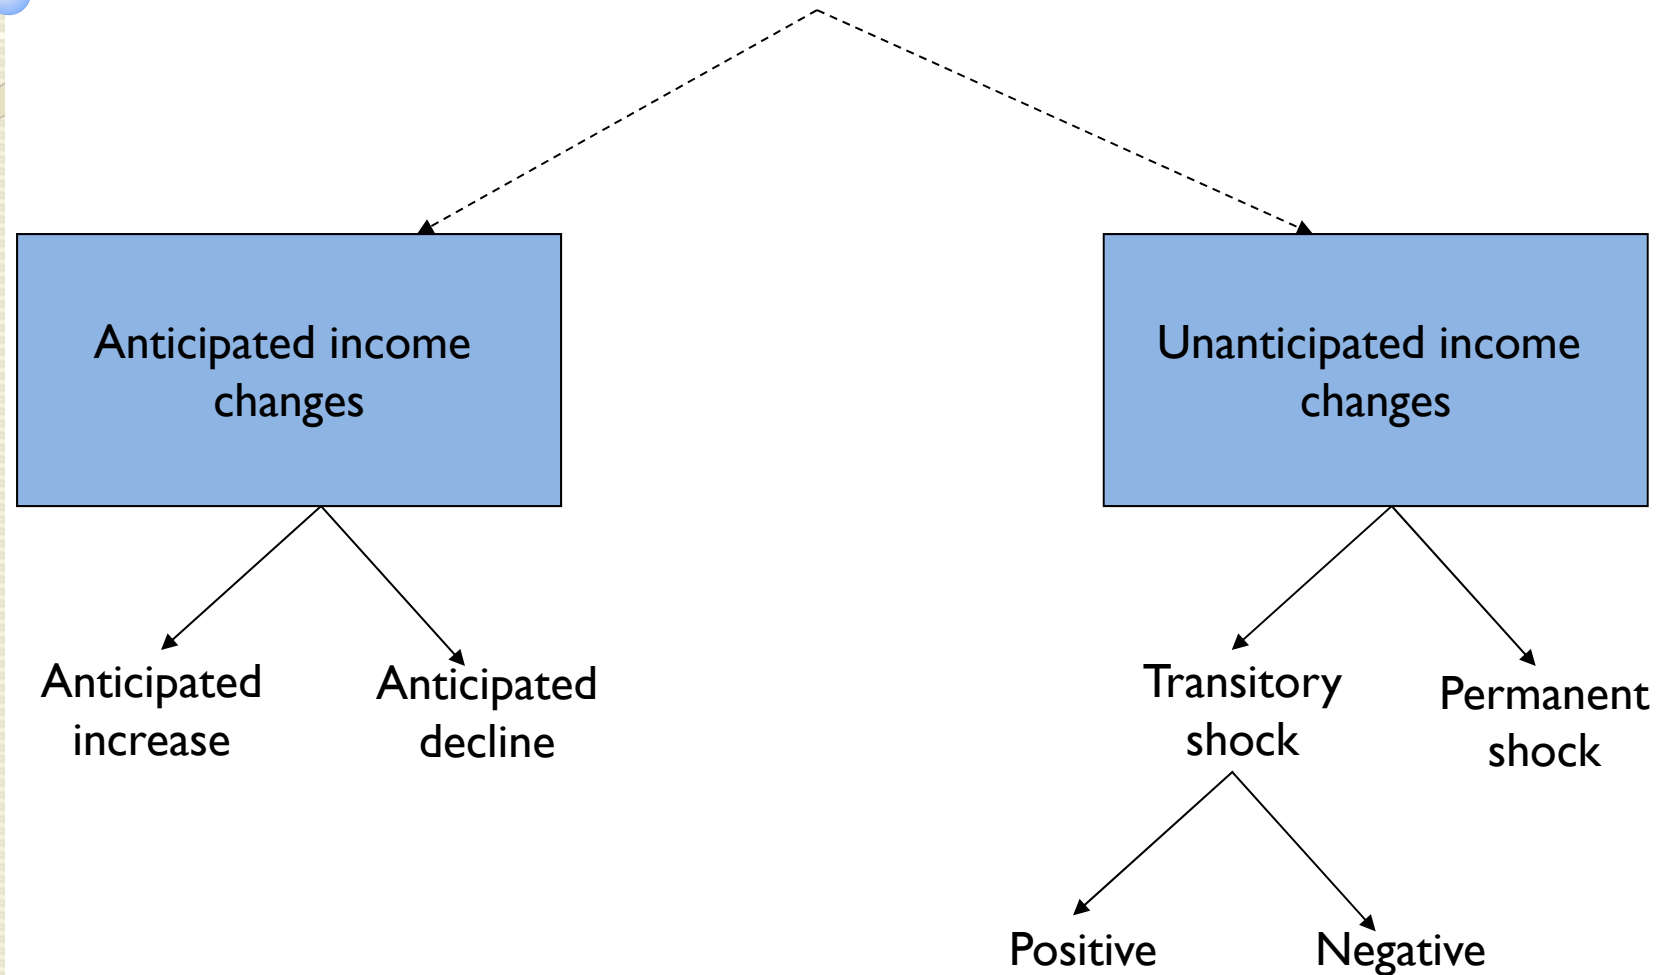 Anticipated income
changes
Unanticipated income
changes
Anticipated
increase
Anticipated
decline
Transitory
shock
Permanent
shock
Positive
Negative